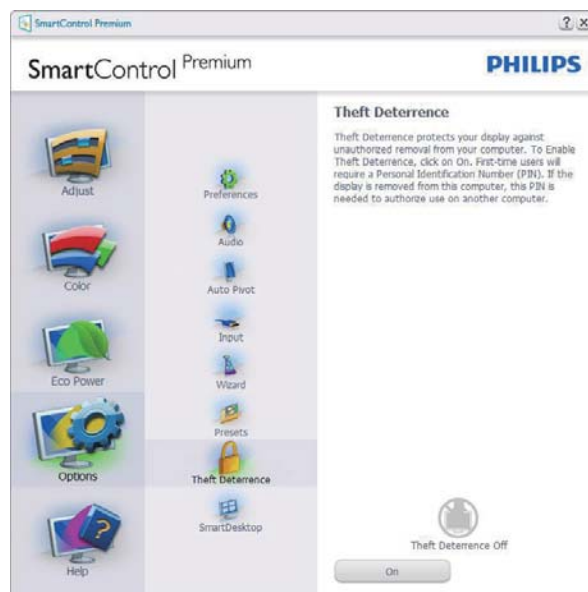 SmartControl Premium
? X
SmartControl Premium
PHILIPS
Adjust
Color
Eco Power
Options
Help
Preferences
Audio
Auto Pivot
Input
Wizard
Presets
Theft Deterrence
SmartDesktop
Theft Deterrence
Theft Deterrence protects your display against
unauthorized removal from your computer. To Enable
Theft Deterrence, click on On. First-time users will
require a Personal Identification Number (PIN). If the
display is removed from this computer, this PIN is
needed to authorize use on another computer.
Theft Deterrence Off
On